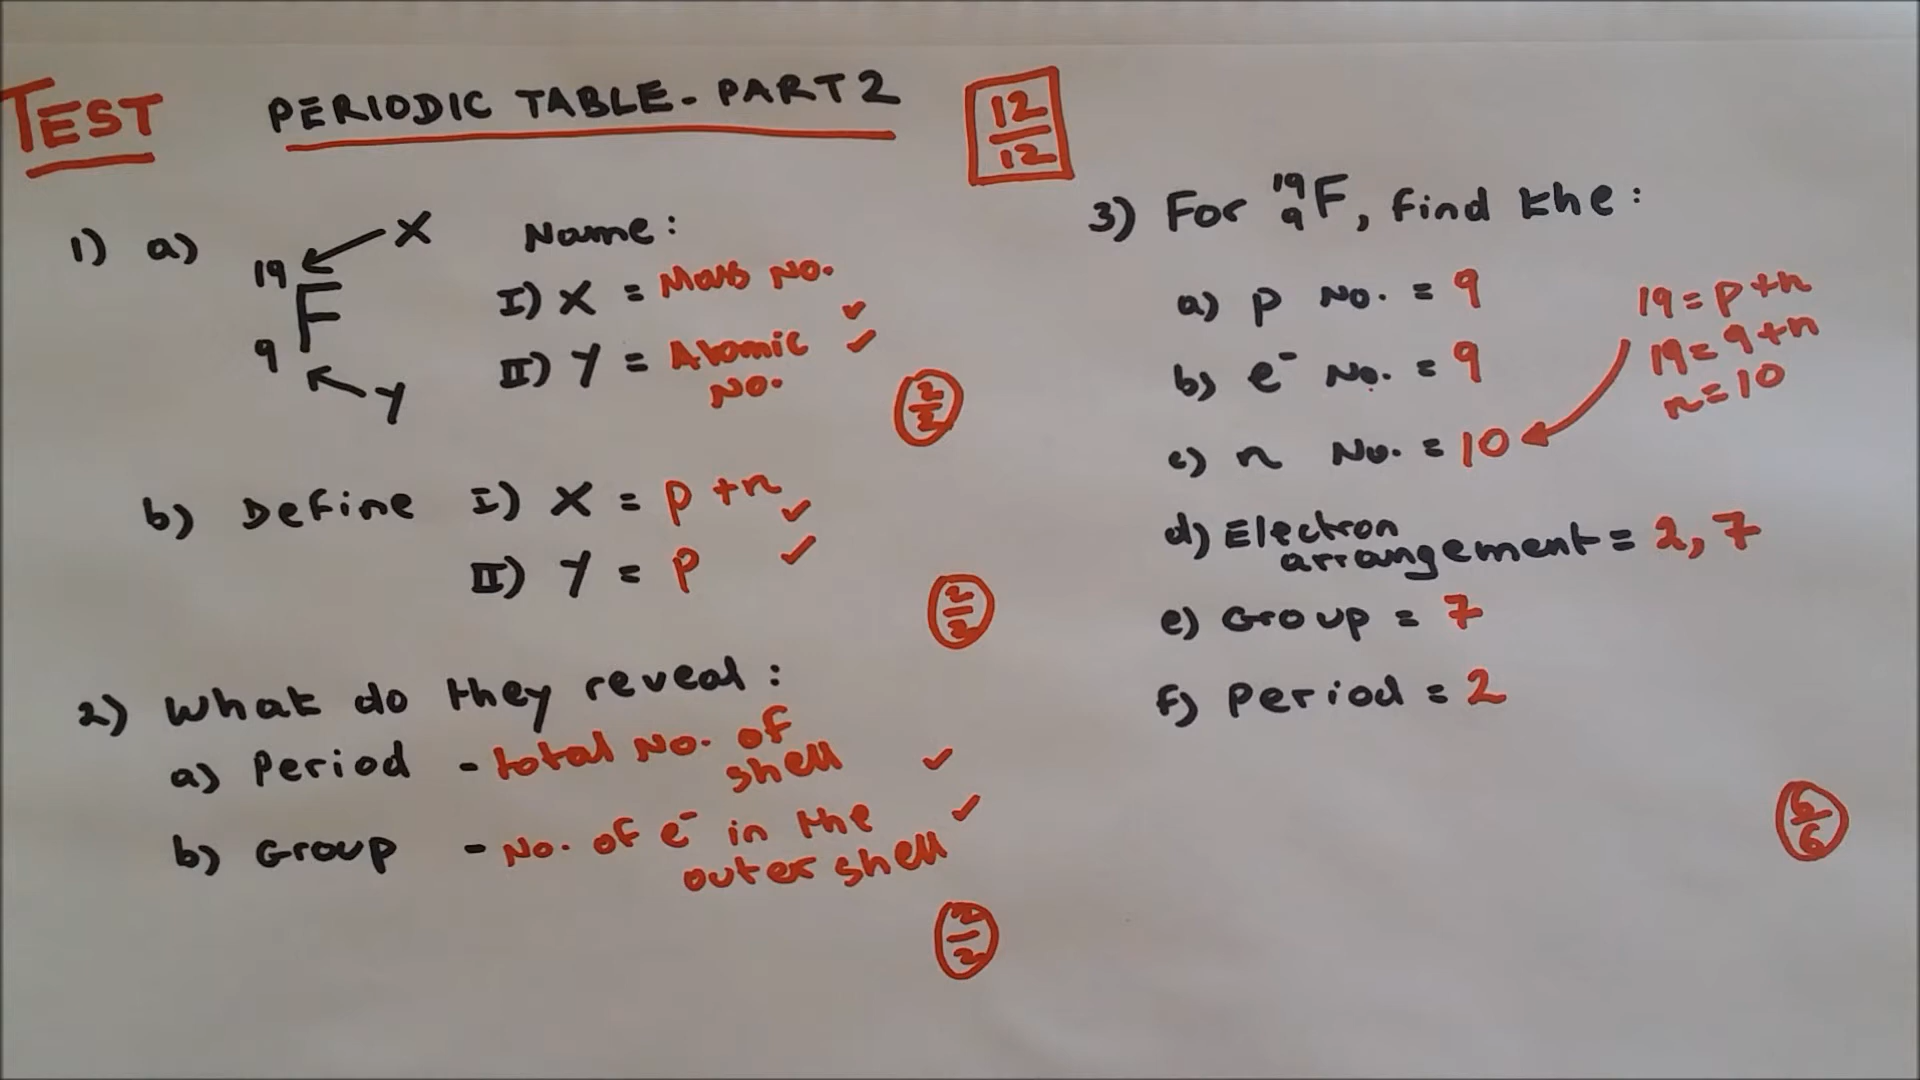 TEST PERIODIC TABLE - PART 2
12
12
1) a) 19 F 9 X Y
Name:
I) X = Mass No.
II) Y = Atomic
No.
2
2
b) Define I) X = p + n
II) Y = p
2
2
2) What do they reveal:
a) Period - total No. of
shell
b) Group - No. of e⁻ in the
outer shell
2
2
3) For ¹⁹₉F, find the:
a) p No. = 9
b) e⁻ No. = 9
c) n No. = 10
19 = p + n
19 = 9 + n
n = 10
d) Electron
arrangement = 2, 7
e) Group = 7
f) Period = 2
6
6